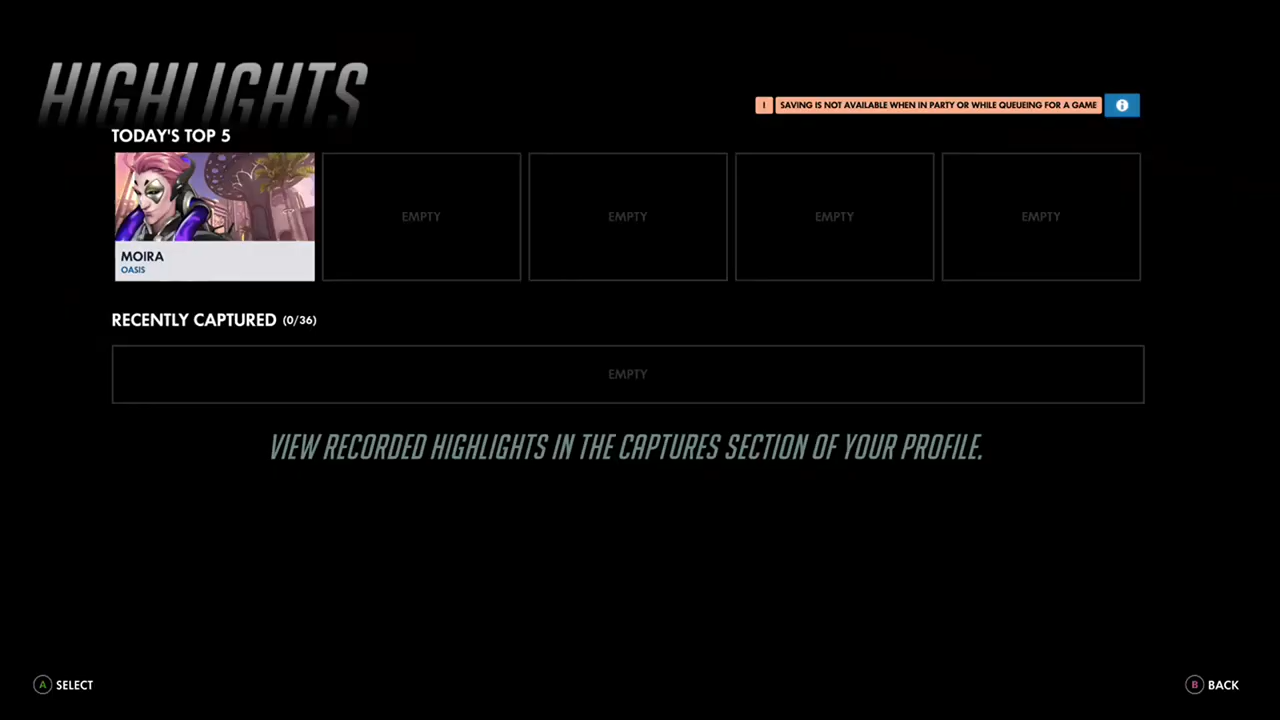 HIGHLIGHTS
! SAVING IS NOT AVAILABLE WHEN IN PARTY OR WHILE QUEUEING FOR A GAME
TODAY'S TOP 5
MOIRA
OASIS
EMPTY
EMPTY
EMPTY
EMPTY
RECENTLY CAPTURED (0/36)
EMPTY
VIEW RECORDED HIGHLIGHTS IN THE CAPTURES SECTION OF YOUR PROFILE.
A SELECT
B BACK